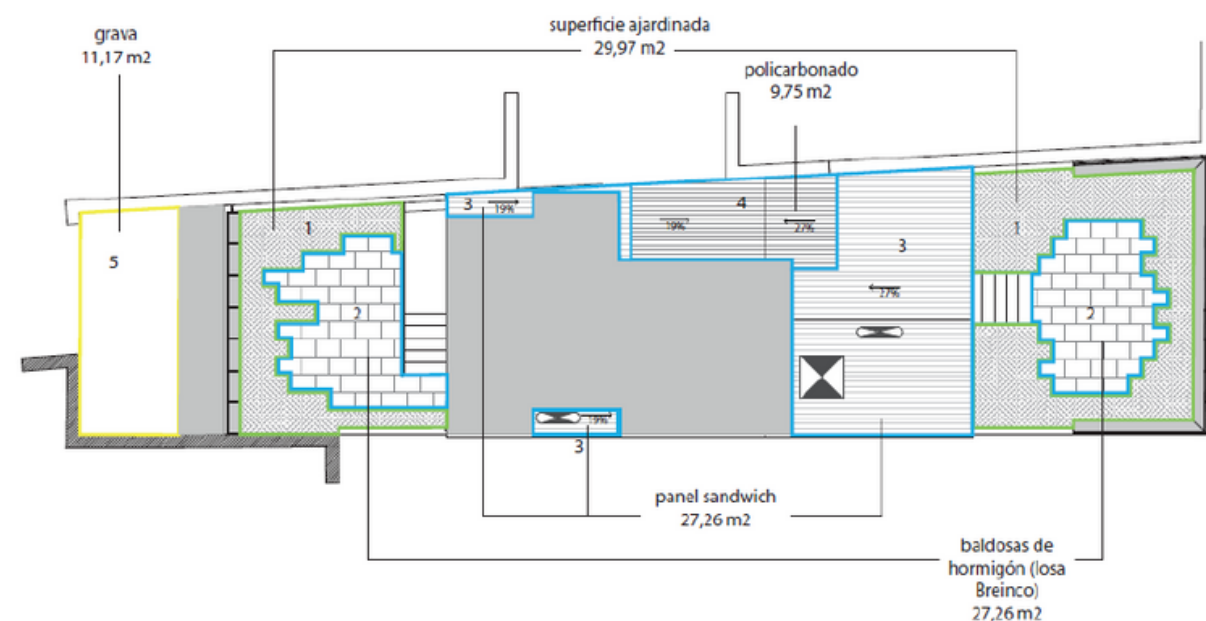 superficie ajardinada
29,97 m2
grava
11,17 m2
policarbonado
9,75 m2
1
3
19%
4
19%
27%
3
1
5
27%
2
2
19%
3
panel sandwich
27,26 m2
baldosas de
hormigón (losa
Breinco)
27,26 m2